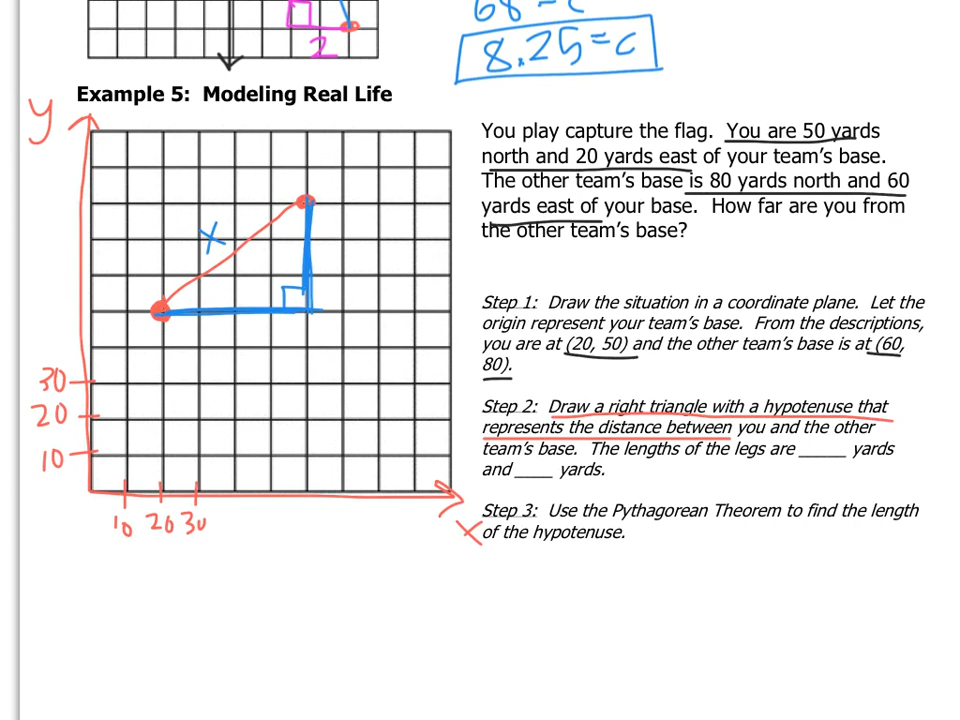 2
68 = c
8.25 = c
Example 5: Modeling Real Life
y
You play capture the flag. You are 50 yards
north and 20 yards east of your team's base.
The other team's base is 80 yards north and 60
yards east of your base. How far are you from
the other team's base?
x
Step 1: Draw the situation in a coordinate plane. Let the
origin represent your team's base. From the descriptions,
you are at (20, 50) and the other team's base is at (60,
80).
30
20
10
Step 2: Draw a right triangle with a hypotenuse that
represents the distance between you and the other
team's base. The lengths of the legs are _____ yards
and ____ yards.
10 20 30
x
Step 3: Use the Pythagorean Theorem to find the length
of the hypotenuse.